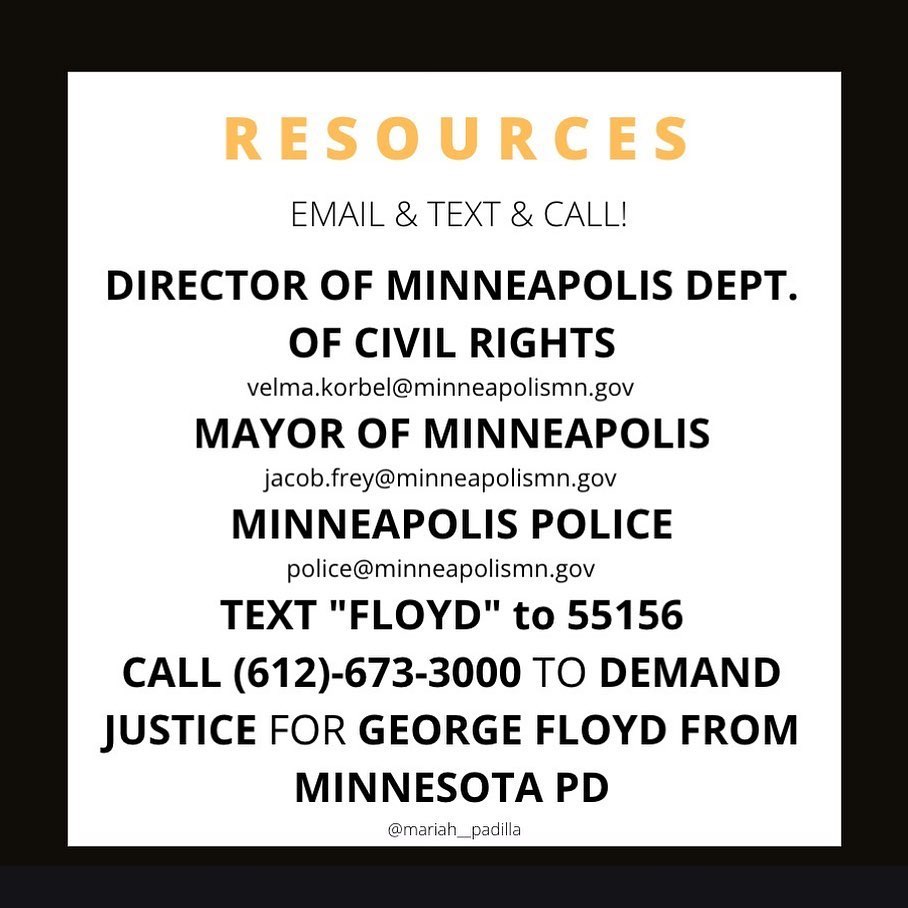 RESOURCES
EMAIL & TEXT & CALL!
DIRECTOR OF MINNEAPOLIS DEPT.
OF CIVIL RIGHTS
velma.korbel@minneapolismn.gov
MAYOR OF MINNEAPOLIS
jacob.frey@minneapolismn.gov
MINNEAPOLIS POLICE
police@minneapolismn.gov
TEXT "FLOYD" to 55156
CALL (612)-673-3000 TO DEMAND
JUSTICE FOR GEORGE FLOYD FROM
MINNESOTA PD
@mariah__padilla